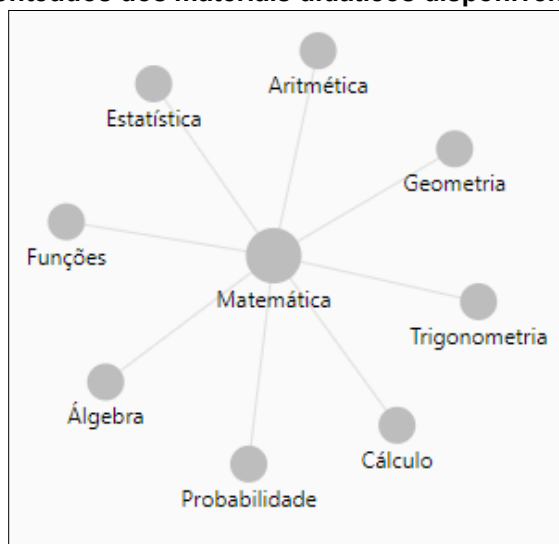 Aritmética
Estatística
Geometria
Funções
Matemática
Trigonometria
Álgebra
Cálculo
Probabilidade